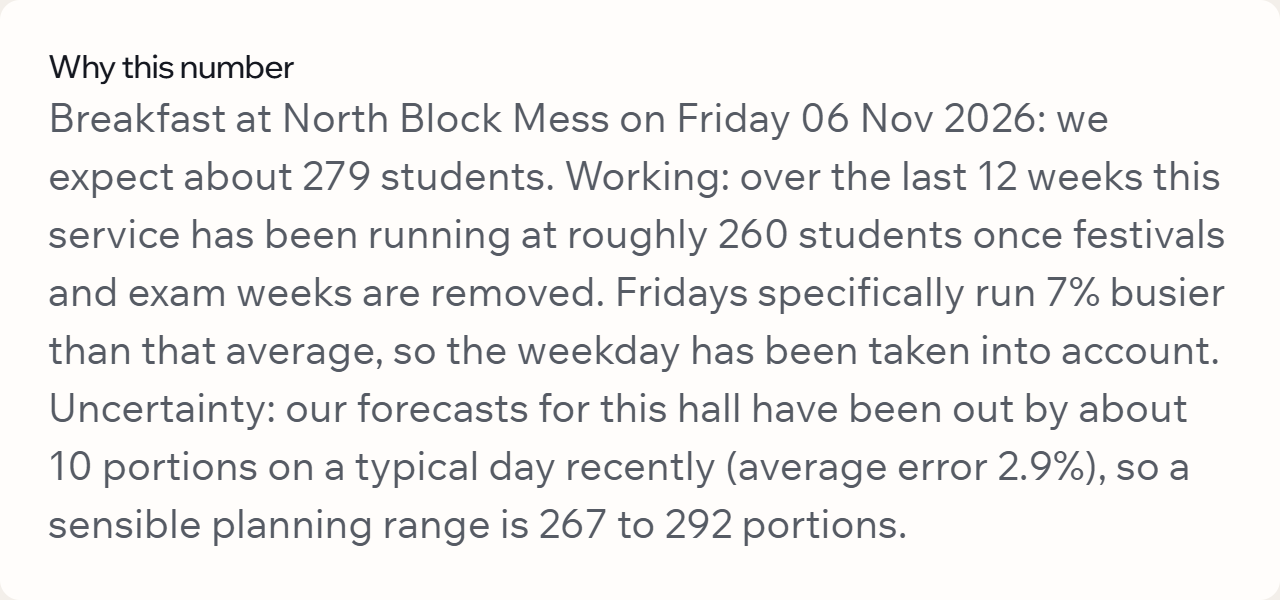 Why this number
Breakfast at North Block Mess on Friday 06 Nov 2026: we
expect about 279 students. Working: over the last 12 weeks this
service has been running at roughly 260 students once festivals
and exam weeks are removed. Fridays specifically run 7% busier
than that average, so the weekday has been taken into account.
Uncertainty: our forecasts for this hall have been out by about
10 portions on a typical day recently (average error 2.9%), so a
sensible planning range is 267 to 292 portions.